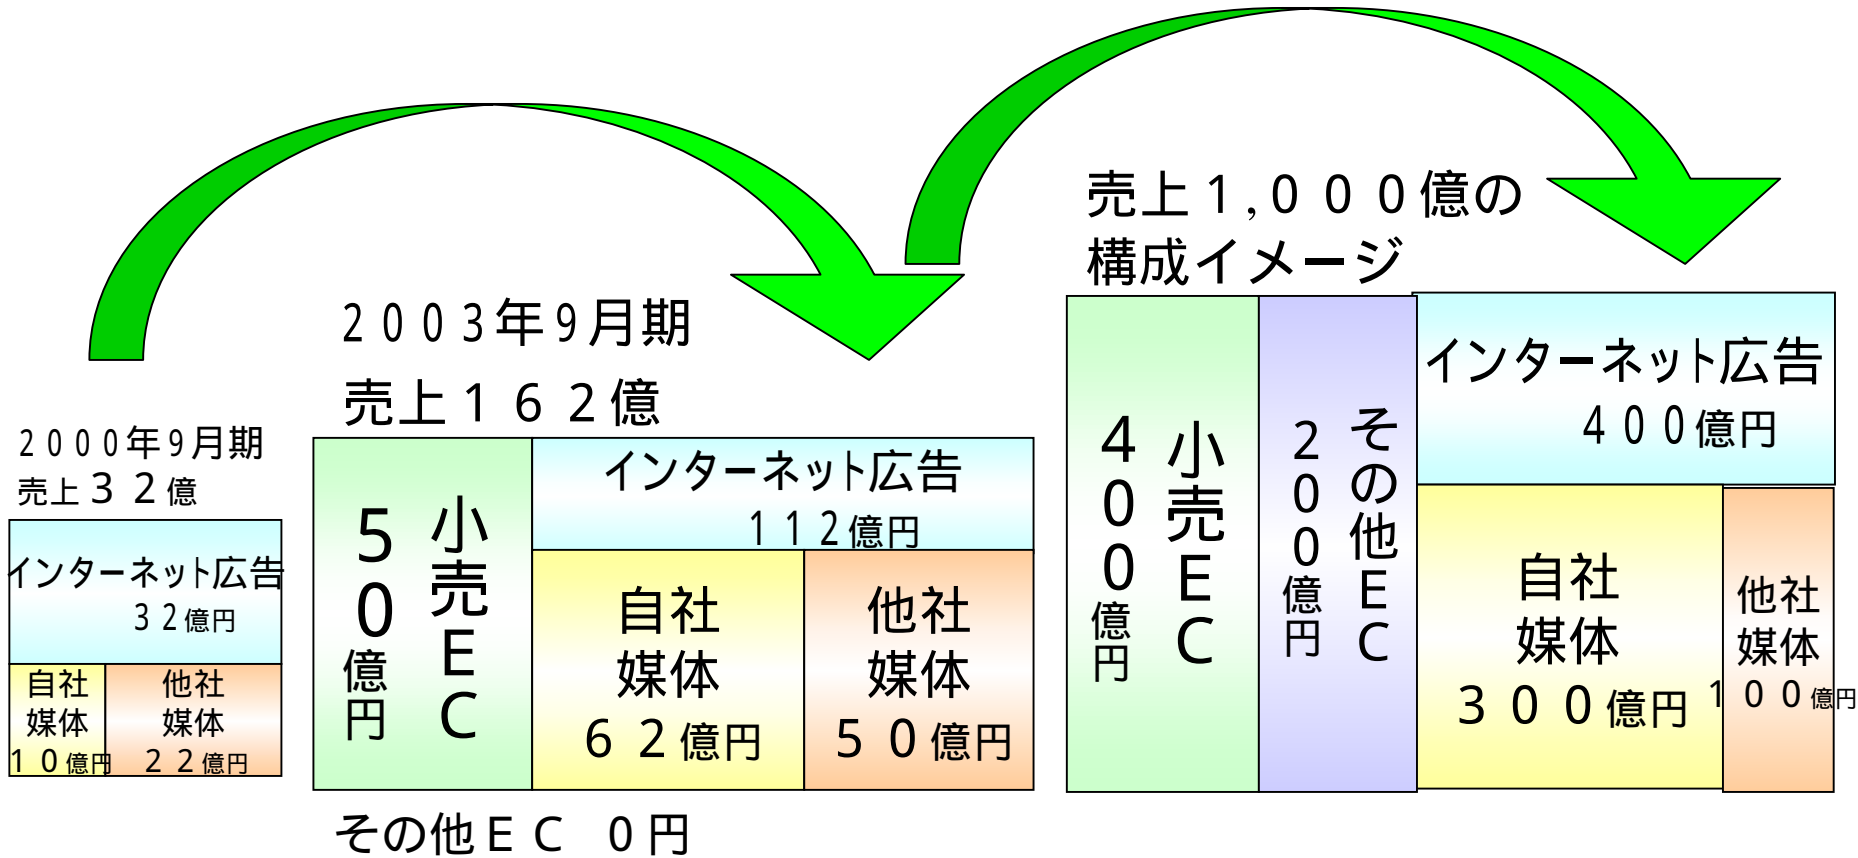 ２０００年９月期
売上３２億
インターネット広告
３２億円
自社
媒体
１０億円
他社
媒体
２２億円
２００３年９月期
売上１６２億
小売ＥＣ
５０億円
インターネット広告
１１２億円
自社
媒体
６２億円
他社
媒体
５０億円
その他ＥＣ　０円
売上１,０００億の
構成イメージ
小売ＥＣ
４００億円
その他ＥＣ
２００億円
インターネット広告
４００億円
自社
媒体
３００億円
他社
媒体
１００億円